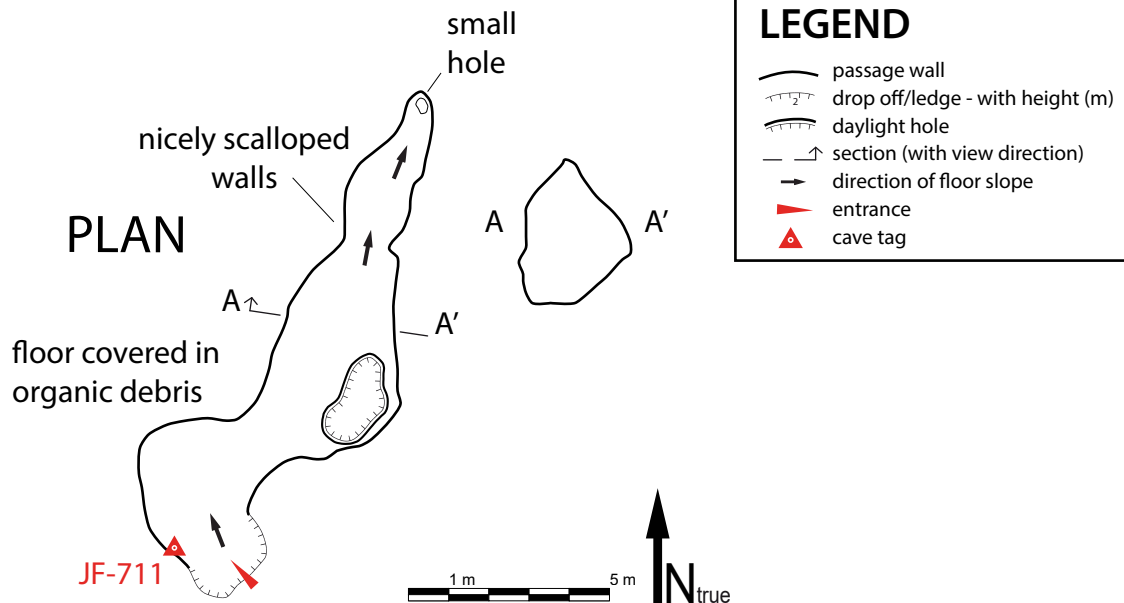 small
hole
nicely scalloped
walls
PLAN
A
A'
A
A'
floor covered in
organic debris
JF-711
1 m
5 m
N true
LEGEND
passage wall
2
drop off/ledge - with height (m)
daylight hole
section (with view direction)
direction of floor slope
entrance
cave tag